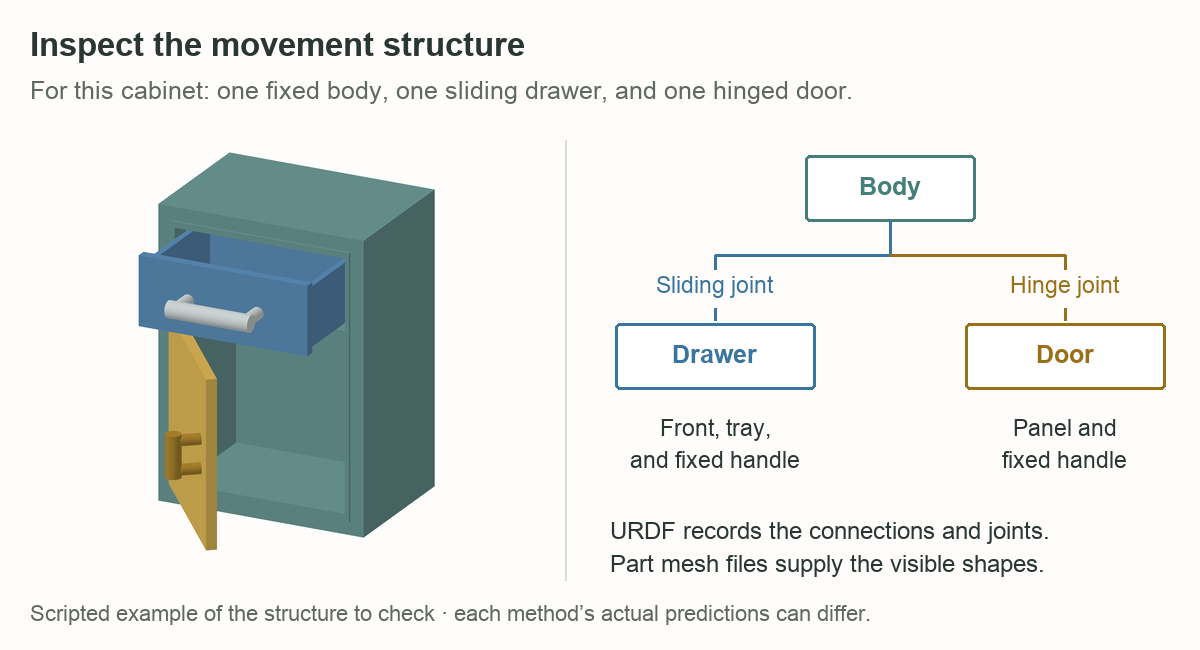 Inspect the movement structure
For this cabinet: one fixed body, one sliding drawer, and one hinged door.
Body
Sliding joint
Hinge joint
Drawer
Door
Front, tray,
and fixed handle
Panel and
fixed handle
URDF records the connections and joints.
Part mesh files supply the visible shapes.
Scripted example of the structure to check · each method’s actual predictions can differ.